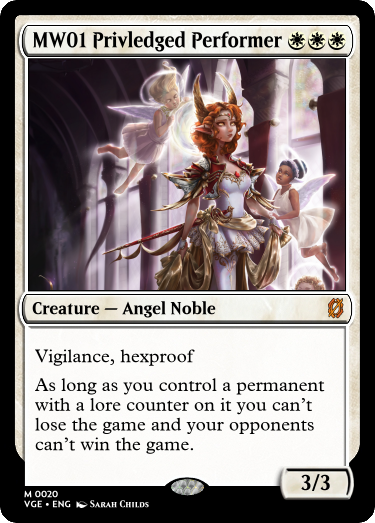 MW01 Privledged Performer
Creature — Angel Noble
Vigilance, hexproof
As long as you control a permanent
with a lore counter on it you can't
lose the game and your opponents
can't win the game.
3/3
M 0020
VGE • ENG Sarah Childs